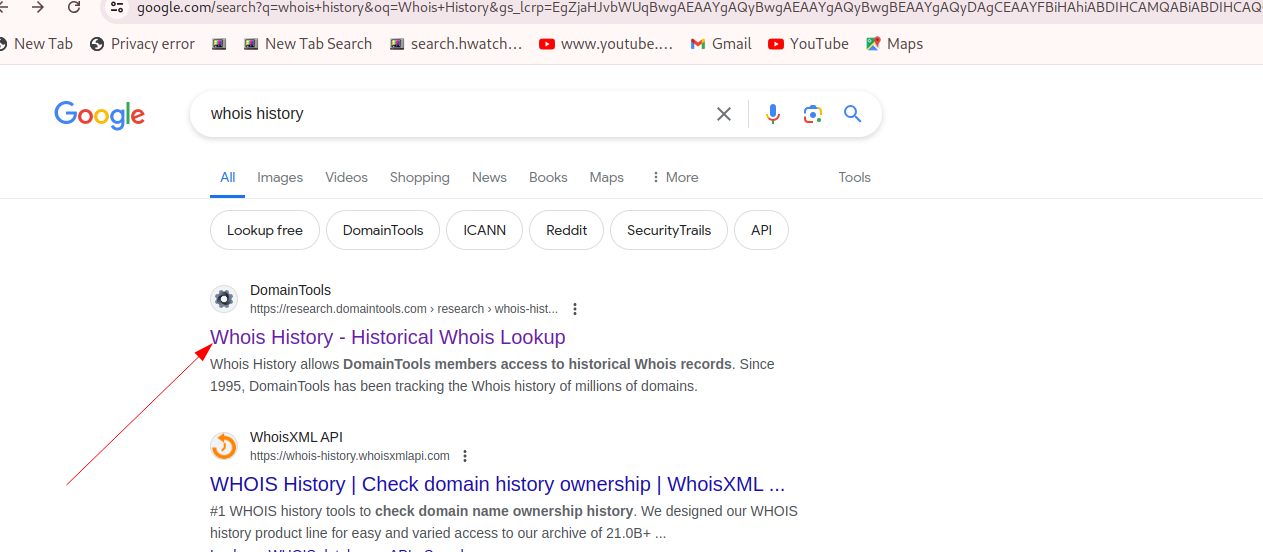 google.com/search?q=whois+history&oq=Whois+History&gs_lcrp=EgZjaHJvbWUqBwgAEAAYgAQyBwgAEAAYgAQyBwgBEAAYgAQyDAgCEAAYFBiHAhiABDIHCAMQABiABDIHCAQ
New Tab Privacy error New Tab Search search.hwatch... www.youtube.... Gmail YouTube Maps
Google whois history
All Images Videos Shopping News Books Maps More Tools
Lookup free DomainTools ICANN Reddit SecurityTrails API
DomainTools
https://research.domaintools.com › research › whois-hist...
Whois History - Historical Whois Lookup
Whois History allows DomainTools members access to historical Whois records. Since
1995, DomainTools has been tracking the Whois history of millions of domains.
WhoisXML API
https://whois-history.whoisxmlapi.com
WHOIS History | Check domain history ownership | WhoisXML ...
#1 WHOIS history tools to check domain name ownership history. We designed our WHOIS
history product line for easy and varied access to our archive of 21.0B+ ...